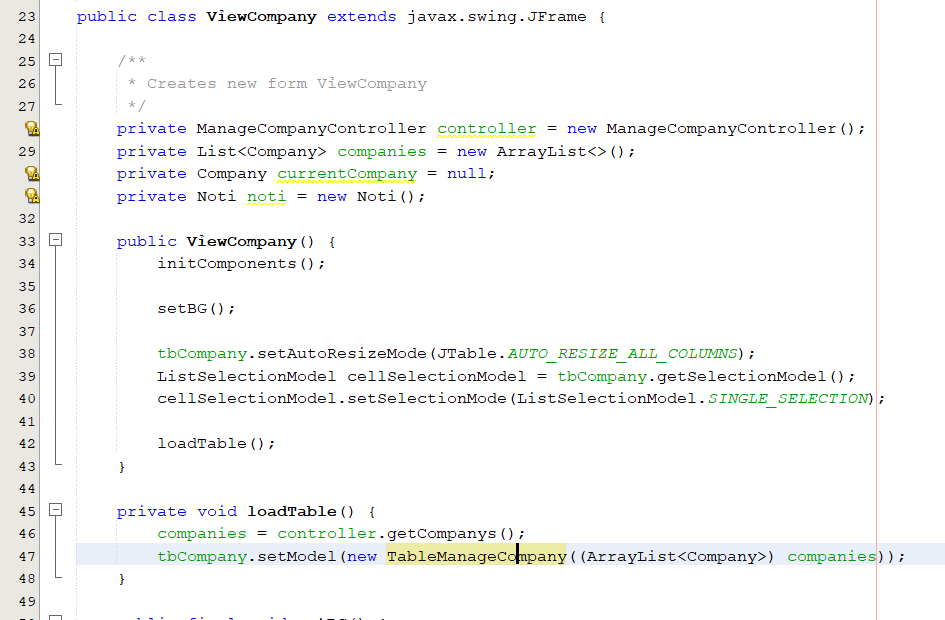 23 public class ViewCompany extends javax.swing.JFrame {
24
25 /**
26 * Creates new form ViewCompany
27 */
private ManageCompanyController controller = new ManageCompanyController();
29 private List<Company> companies = new ArrayList<>();
private Company currentCompany = null;
private Noti noti = new Noti();
32
33 public ViewCompany() {
34 initComponents();
35
36 setBG();
37
38 tbCompany.setAutoResizeMode(JTable.AUTO_RESIZE_ALL_COLUMNS);
39 ListSelectionModel cellSelectionModel = tbCompany.getSelectionModel();
40 cellSelectionModel.setSelectionMode(ListSelectionModel.SINGLE_SELECTION);
41
42 loadTable();
43 }
44
45 private void loadTable() {
46 companies = controller.getCompanys();
47 tbCompany.setModel(new TableManageCompany((ArrayList<Company>) companies));
48 }
49